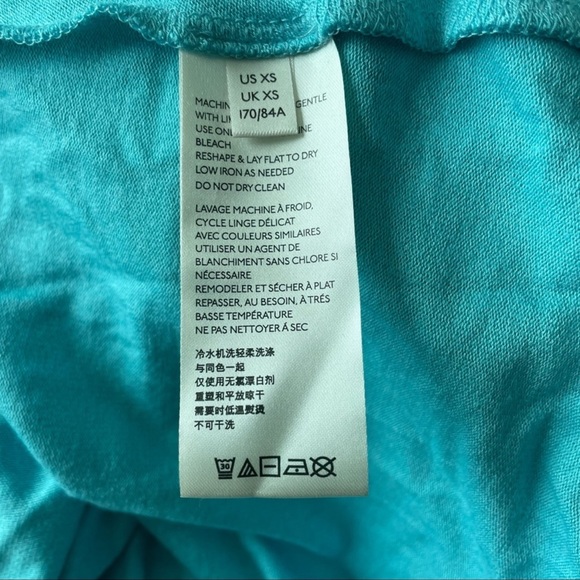 US XS
UK XS
170/84A
GENTLE
WITH
USE
BLEACH
RESHAPE & LAY FLAT TO DRY
LOW IRON AS NEEDED
DO NOT DRY CLEAN
LAVAGE MACHINE À FROID,
CYCLE LINGE DÉLICAT
AVEC COULEURS SIMILAIRES
UTILISER UN AGENT DE
BLANCHIMENT SANS CHLORE SI
NÉCESSAIRE
REMODELER ET SÉCHER À PLAT
REPASSER, AU BESOIN, À TRÉS
BASSE TEMPÉRATURE
NE PAS NETTOYER Á SEC
冷水机洗轻柔洗涤
与同色一起
仅使用无氯漂白剂
重塑和平放晾干
需要时低温熨烫
不可干洗
30